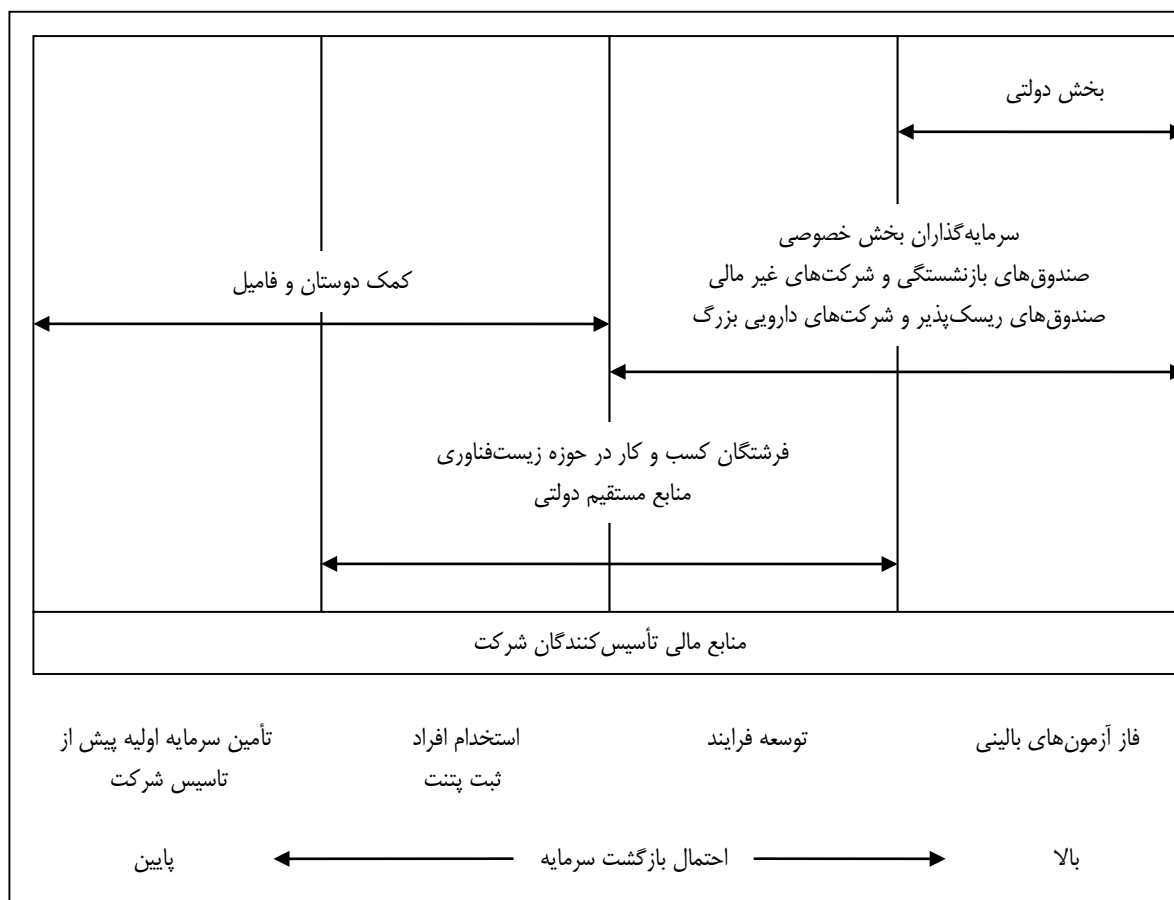 بخش دولتی
سرمایه‌گذاران بخش خصوصی
صندوق‌های بازنشستگی و شرکت‌های غیر مالی
صندوق‌های ریسک‌پذیر و شرکت‌های دارویی بزرگ
کمک دوستان و فامیل
فرشتگان کسب و کار در حوزه زیست‌فناوری
منابع مستقیم دولتی
منابع مالی تأسیس‌کنندگان شرکت
فاز آزمون‌های بالینی
توسعه فرایند
استخدام افراد
ثبت پتنت
تأمین سرمایه اولیه پیش از
تاسیس شرکت
بالا
احتمال بازگشت سرمایه
پایین